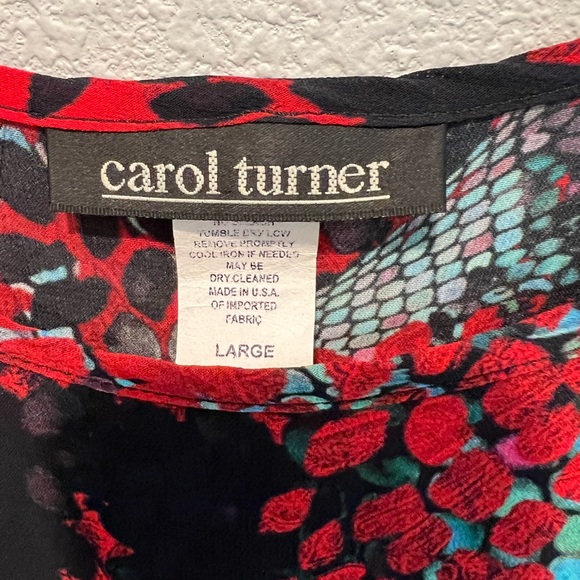 carol turner
TUMBLE DRY LOW
REMOVE PROMPTLY
COOL IRON IF NEEDED
MAY BE
DRY CLEANED
MADE IN U.S.A.
OF IMPORTED
FABRIC
LARGE